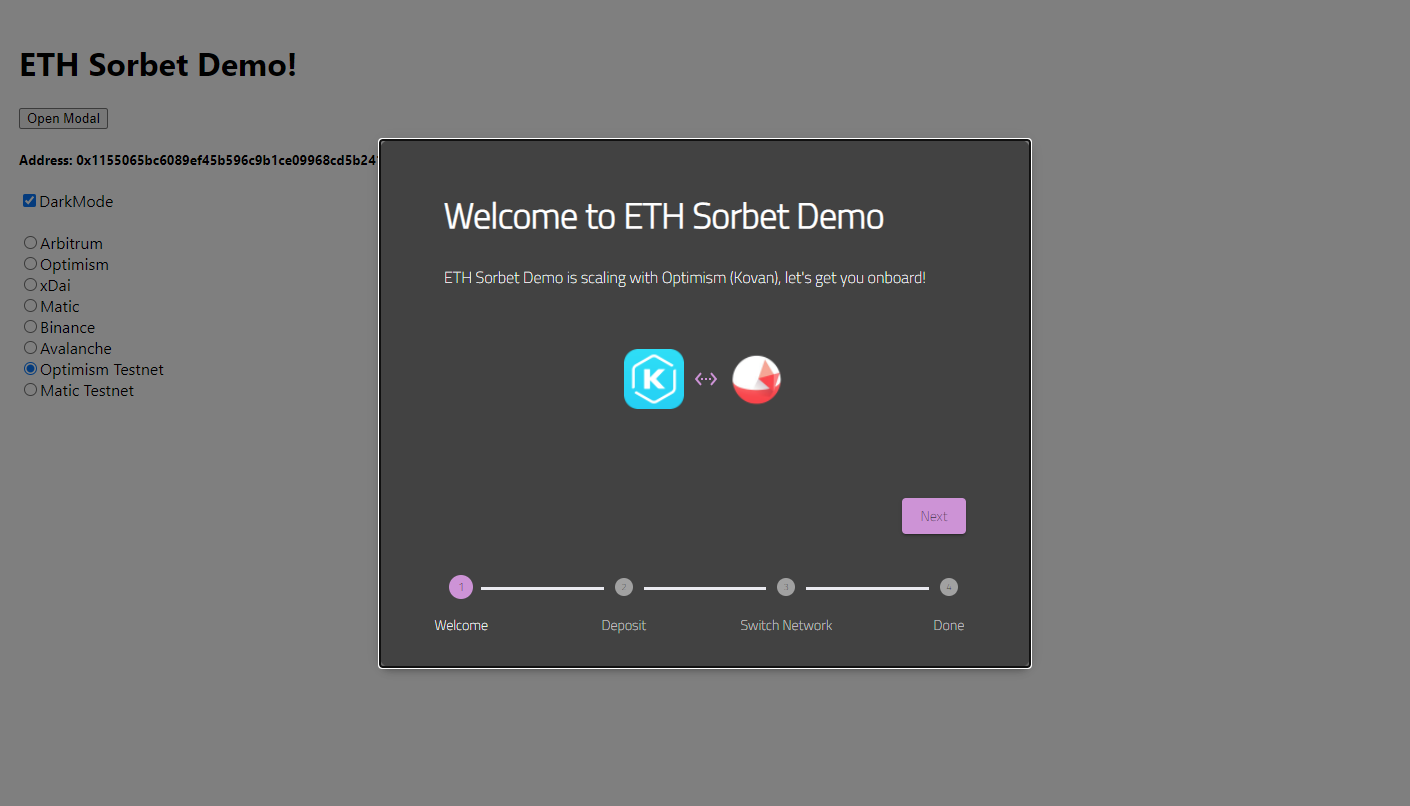 ETH Sorbet Demo!
Open Modal
Address: 0x1155065bc6089ef45b596c9b1ce09968cd5b24
DarkMode
Arbitrum
Optimism
xDai
Matic
Binance
Avalanche
Optimism Testnet
Matic Testnet
Welcome to ETH Sorbet Demo
ETH Sorbet Demo is scaling with Optimism (Kovan), let's get you onboard!
K
Next
1 2 3 4
Welcome Deposit Switch Network Done